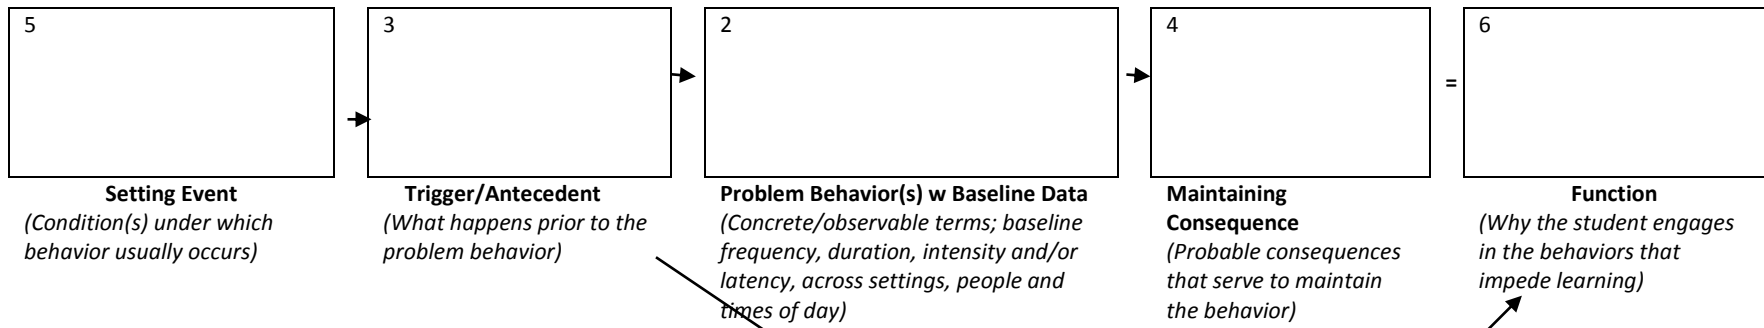 5
3
2
4
6
=
Setting Event
(Condition(s) under which
behavior usually occurs)
Trigger/Antecedent
(What happens prior to the
problem behavior)
Problem Behavior(s) w Baseline Data
(Concrete/observable terms; baseline
frequency, duration, intensity and/or
latency, across settings, people and
times of day)
Maintaining
Consequence
(Probable consequences
that serve to maintain
the behavior)
Function
(Why the student engages
in the behaviors that
impede learning)